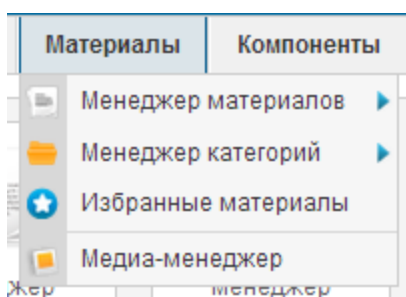 Материалы Компоненты
Менеджер материалов
Менеджер категорий
Избранные материалы
Медиа-менеджер